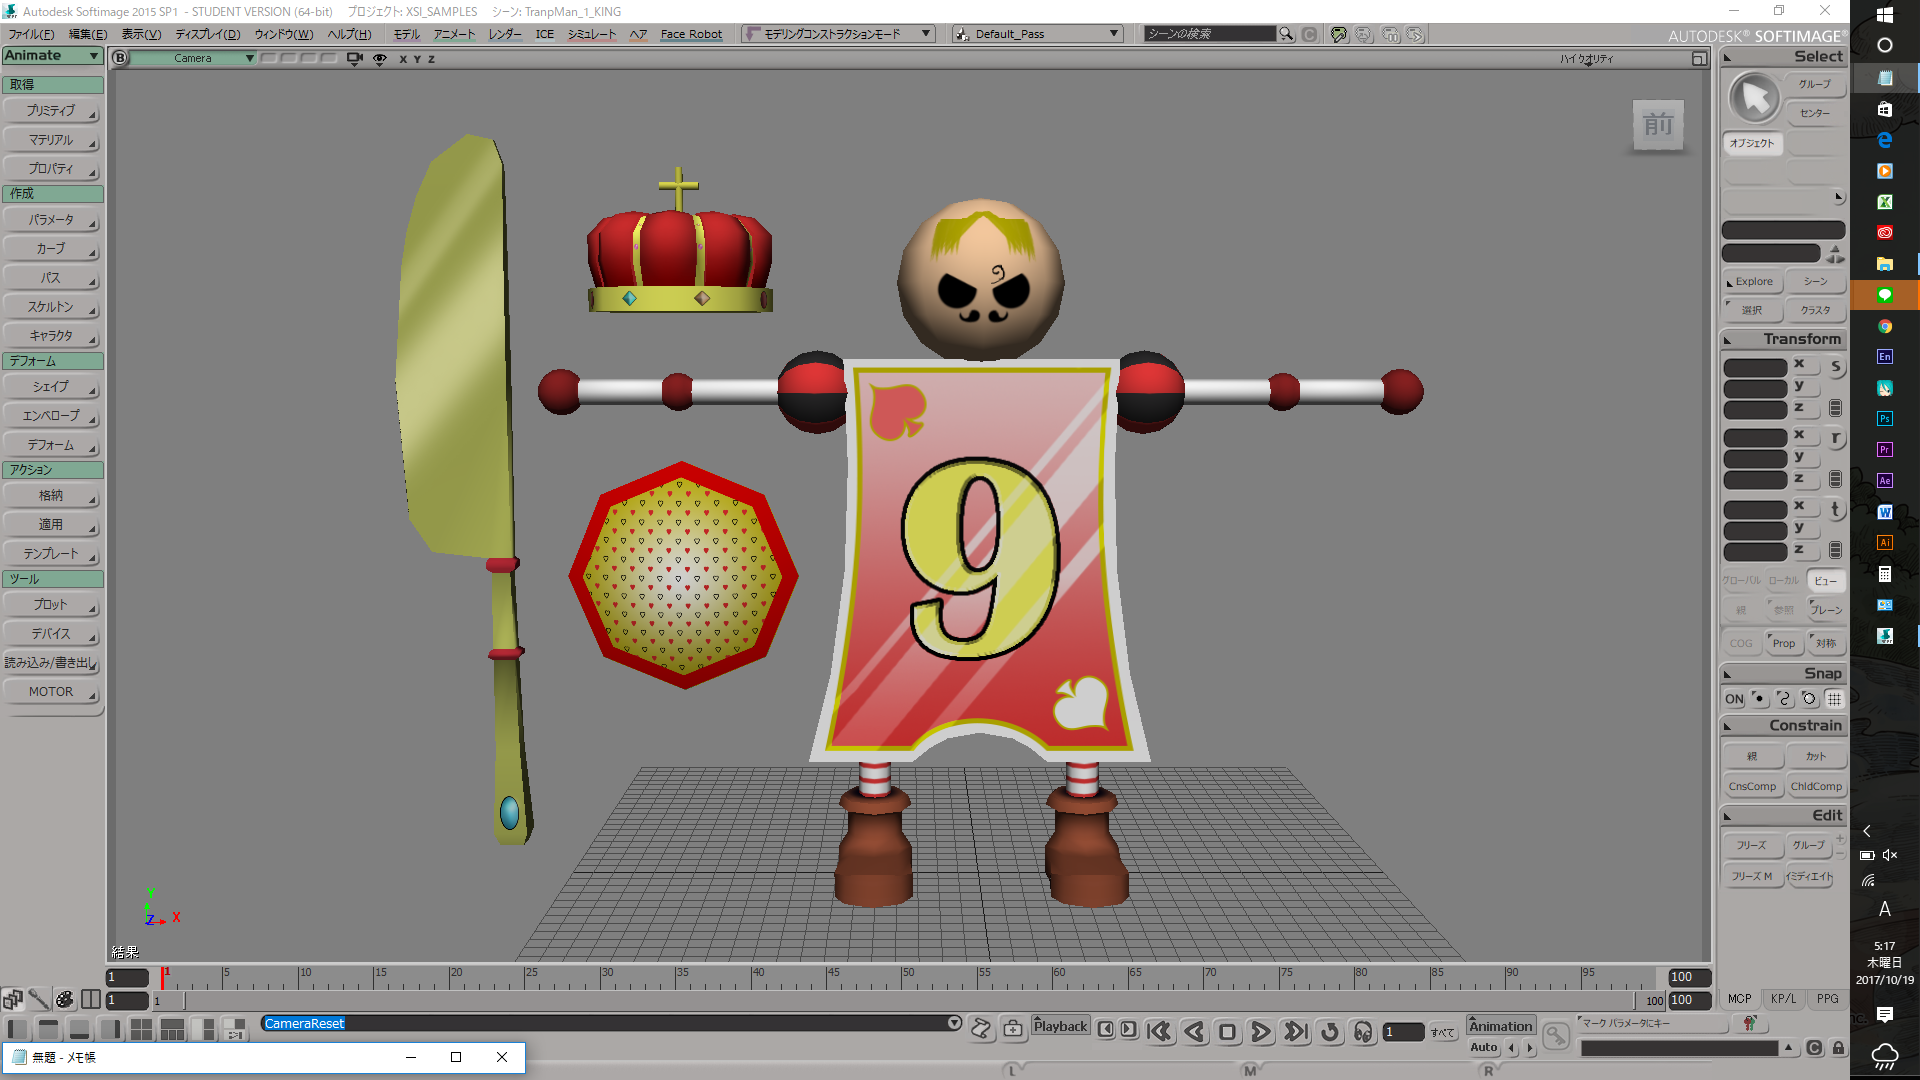 Autodesk Softimage 2015 SP1 - STUDENT VERSION (64-bit)    プロジェクト: XSI_SAMPLES    シーン: TranpMan_1_KING
ファイル(F) 編集(E) 表示(V) ディスプレイ(D) ウィンドウ(W) ヘルプ(H) モデル アニメート レンダー ICE シミュレート ヘア Face Robot モデリングコンストラクションモード Default_Pass シーンの検索 C AUTODESK® SOFTIMAGE®
Animate
B Camera X Y Z ハイクオリティ
Select
取得
プリミティブ
マテリアル
プロパティ
作成
パラメータ
カーブ
パス
スケルトン
キャラクタ
デフォーム
シェイプ
エンベロープ
デフォーム
アクション
格納
適用
テンプレート
ツール
プロット
デバイス
読み込み/書き出し
MOTOR
前
9
Y
Z X
結果
グループ
センター
オブジェクト
Explore シーン
選択 クラスタ
Transform
x s
y
z
x r
y
z
x t
y
z
グローバル ローカル ビュー
親 参照 プレーン
COG Prop 対称
Snap
ON
Constrain
親 カット
CnsComp ChldComp
Edit
フリーズ グループ + −
フリーズ M イミディエイト
En
Ps
Pr
Ae
W
Ai
A
5:17
木曜日
2017/10/19
1 1 5 10 15 20 25 30 35 40 45 50 55 60 65 70 75 80 85 90 95 100
1 1 100 100
MCP KP/L PPG
CameraReset Playback 1 すべて Animation マーク パラメータにキー
Auto C
無題 - メモ帳
L M R